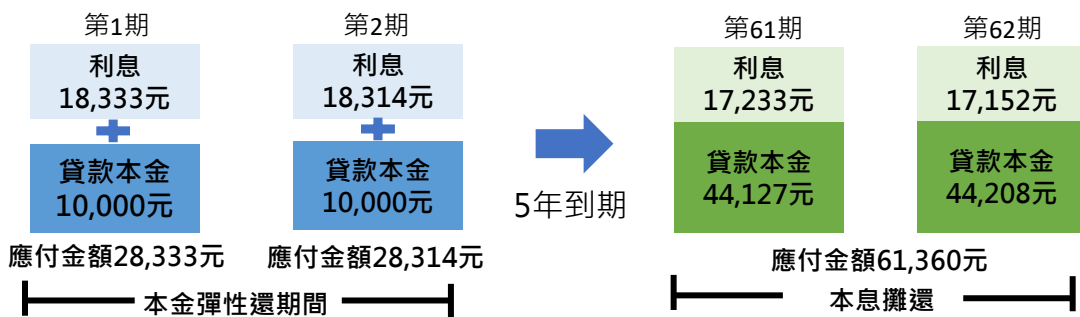 第1期
利息
18,333元
貸款本金
10,000元
應付金額28,333元
第2期
利息
18,314元
貸款本金
10,000元
應付金額28,314元
本金彈性還期間
5年到期
第61期
利息
17,233元
貸款本金
44,127元
第62期
利息
17,152元
貸款本金
44,208元
應付金額61,360元
本息攤還